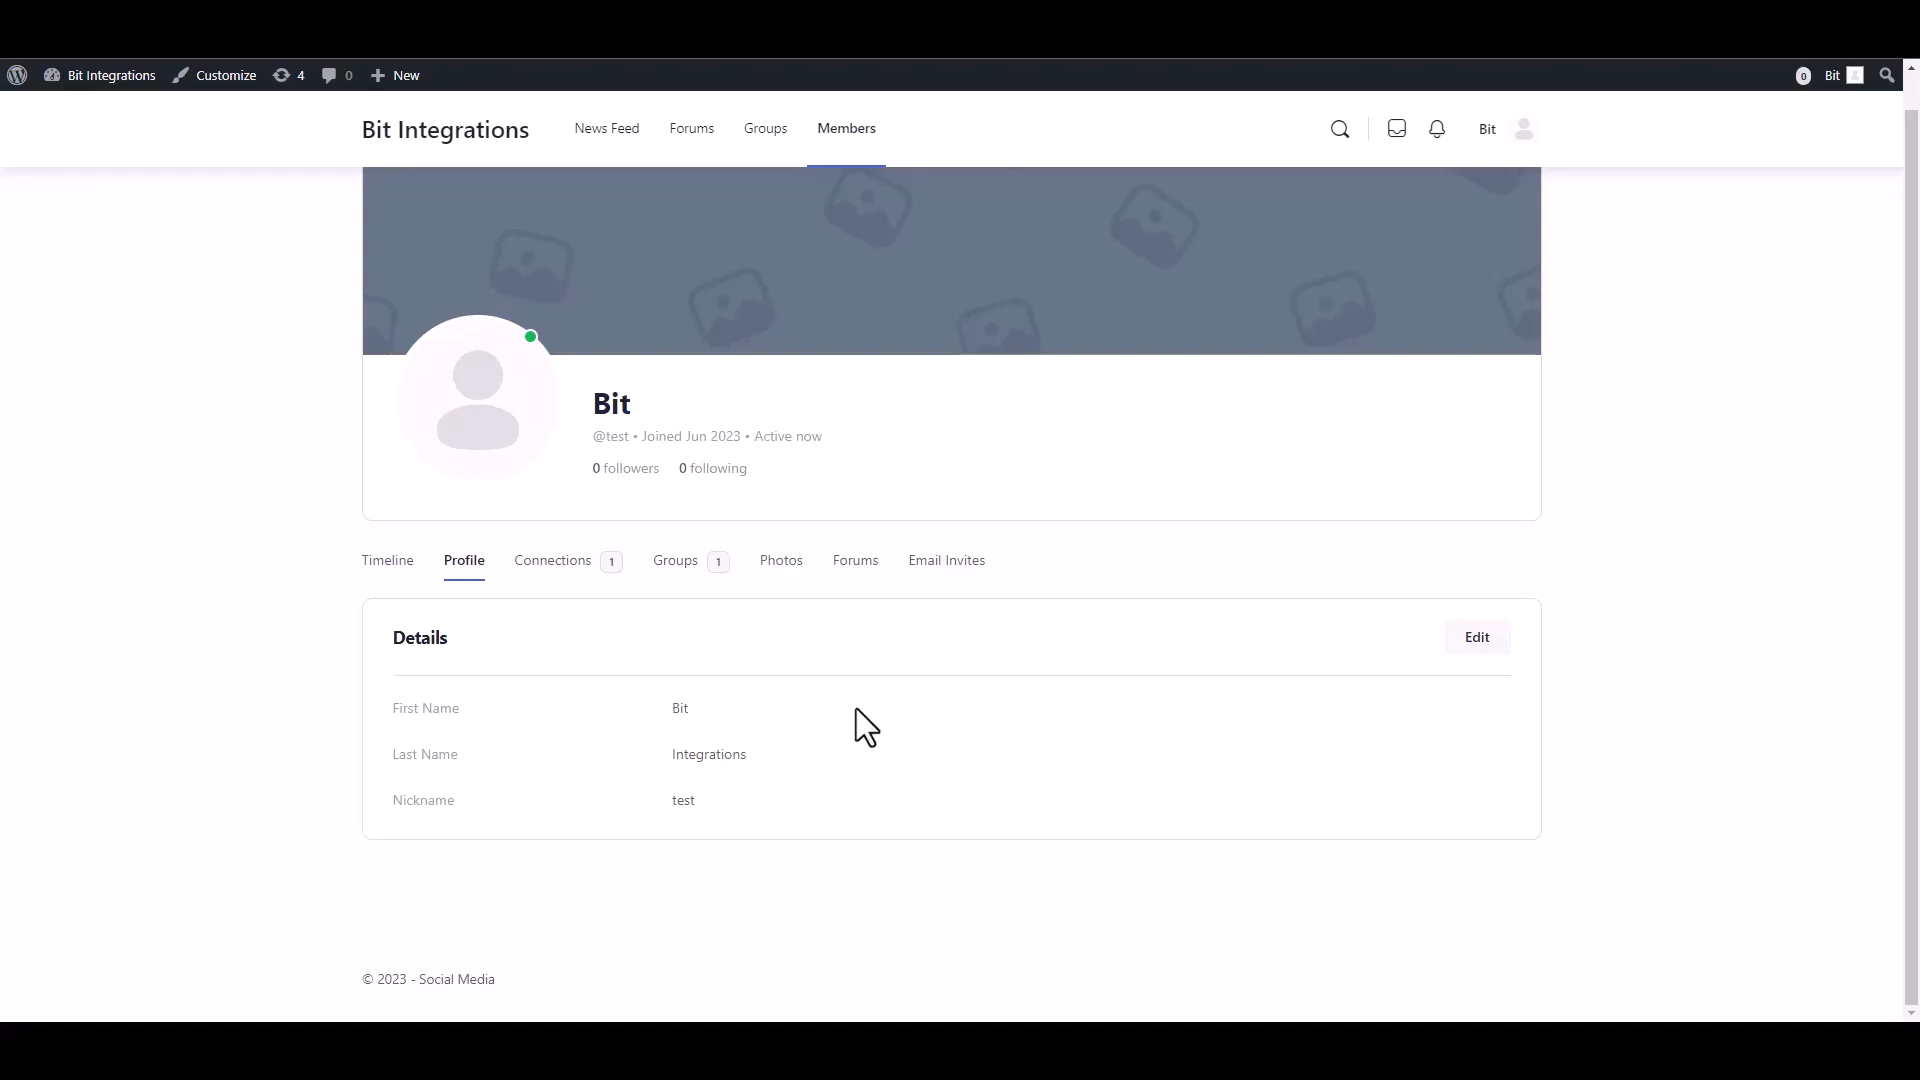 Bit Integrations Customize 4 0 New 0 Bit
Bit Integrations News Feed Forums Groups Members Bit
Bit
@test • Joined Jun 2023 • Active now
0 followers 0 following
Timeline Profile Connections 1 Groups 1 Photos Forums Email Invites
Details Edit
First Name Bit
Last Name Integrations
Nickname test
© 2023 - Social Media